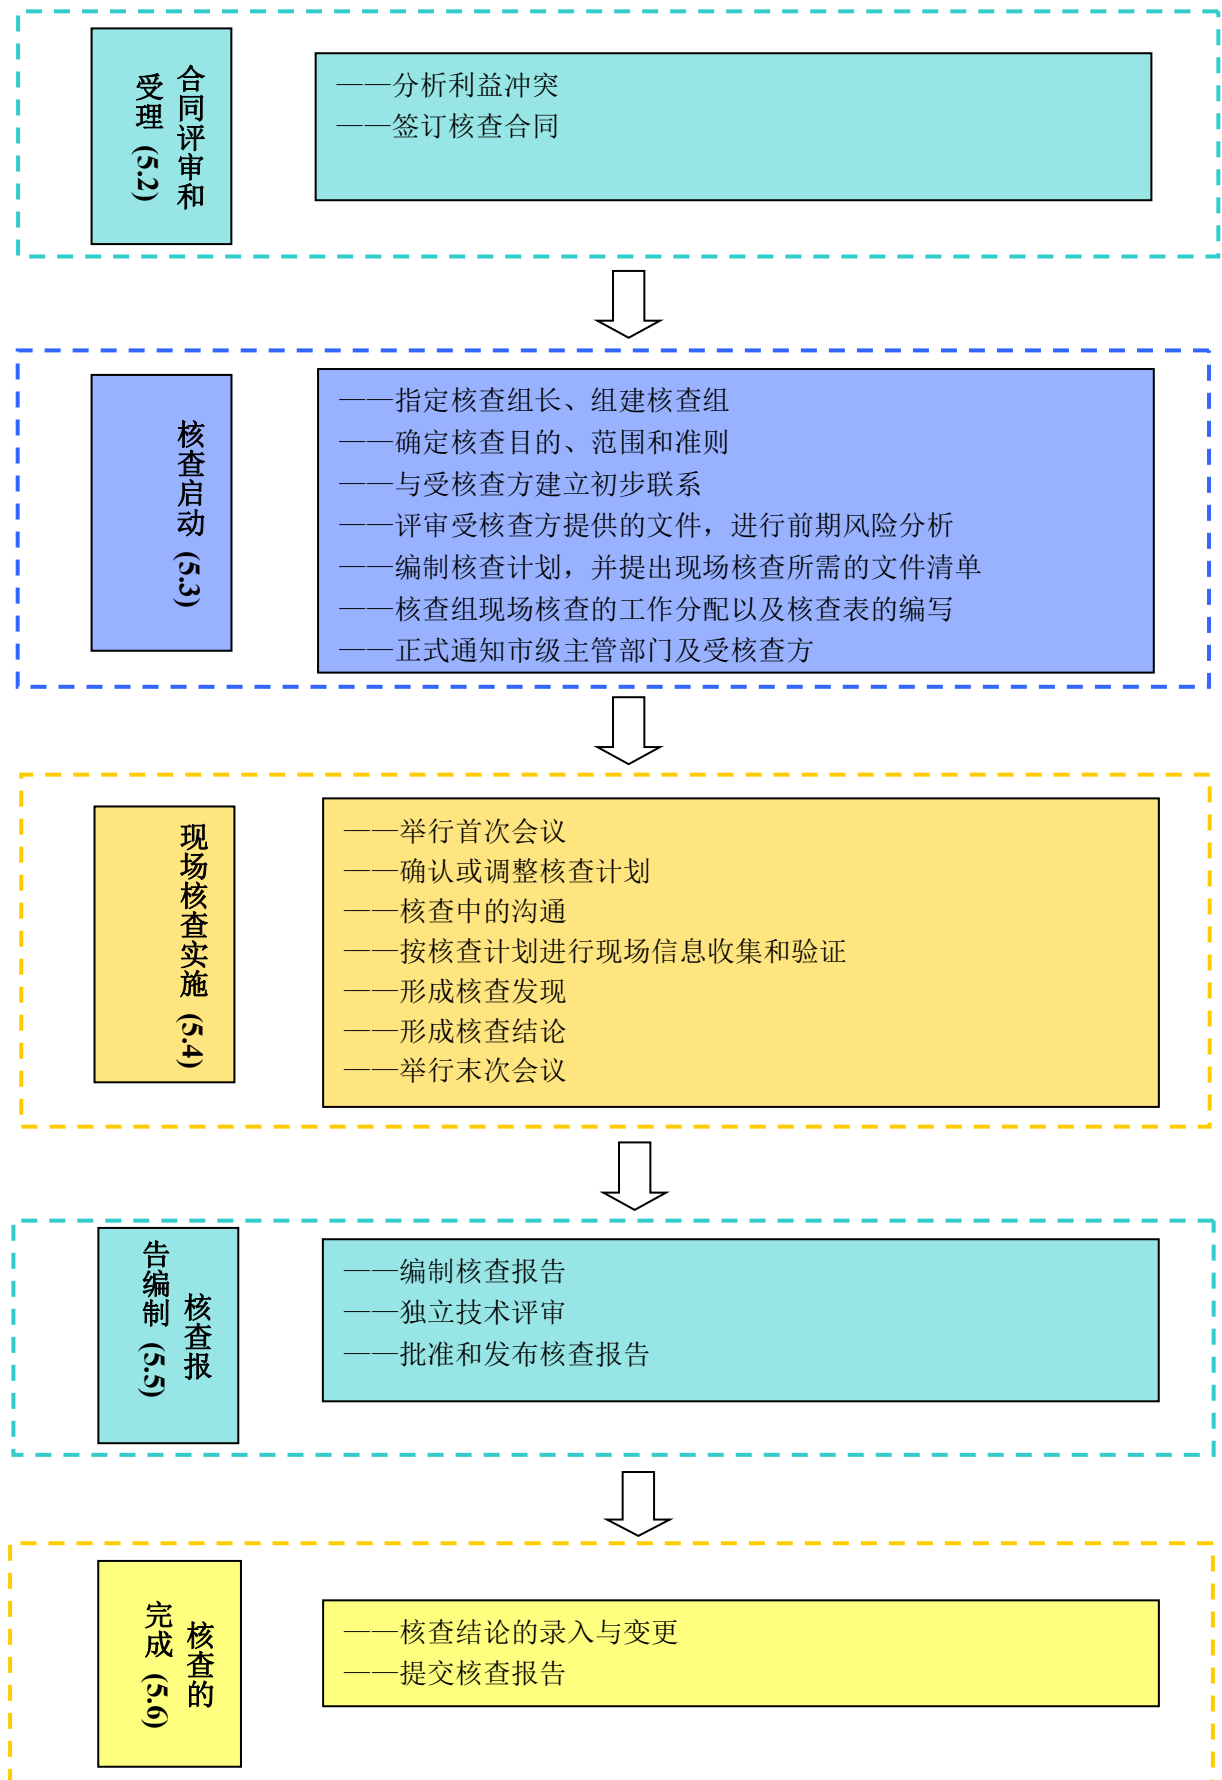 合同评审和
受理 (5.2)
——分析利益冲突
——签订核查合同
核查启动 (5.3)
——指定核查组长、组建核查组
——确定核查目的、范围和准则
——与受核查方建立初步联系
——评审受核查方提供的文件，进行前期风险分析
——编制核查计划，并提出现场核查所需的文件清单
——核查组现场核查的工作分配以及核查表的编写
——正式通知市级主管部门及受核查方
现场核查实施 (5.4)
——举行首次会议
——确认或调整核查计划
——核查中的沟通
——按核查计划进行现场信息收集和验证
——形成核查发现
——形成核查结论
——举行末次会议
核查报
告编制 (5.5)
——编制核查报告
——独立技术评审
——批准和发布核查报告
核查的
完成 (5.6)
——核查结论的录入与变更
——提交核查报告